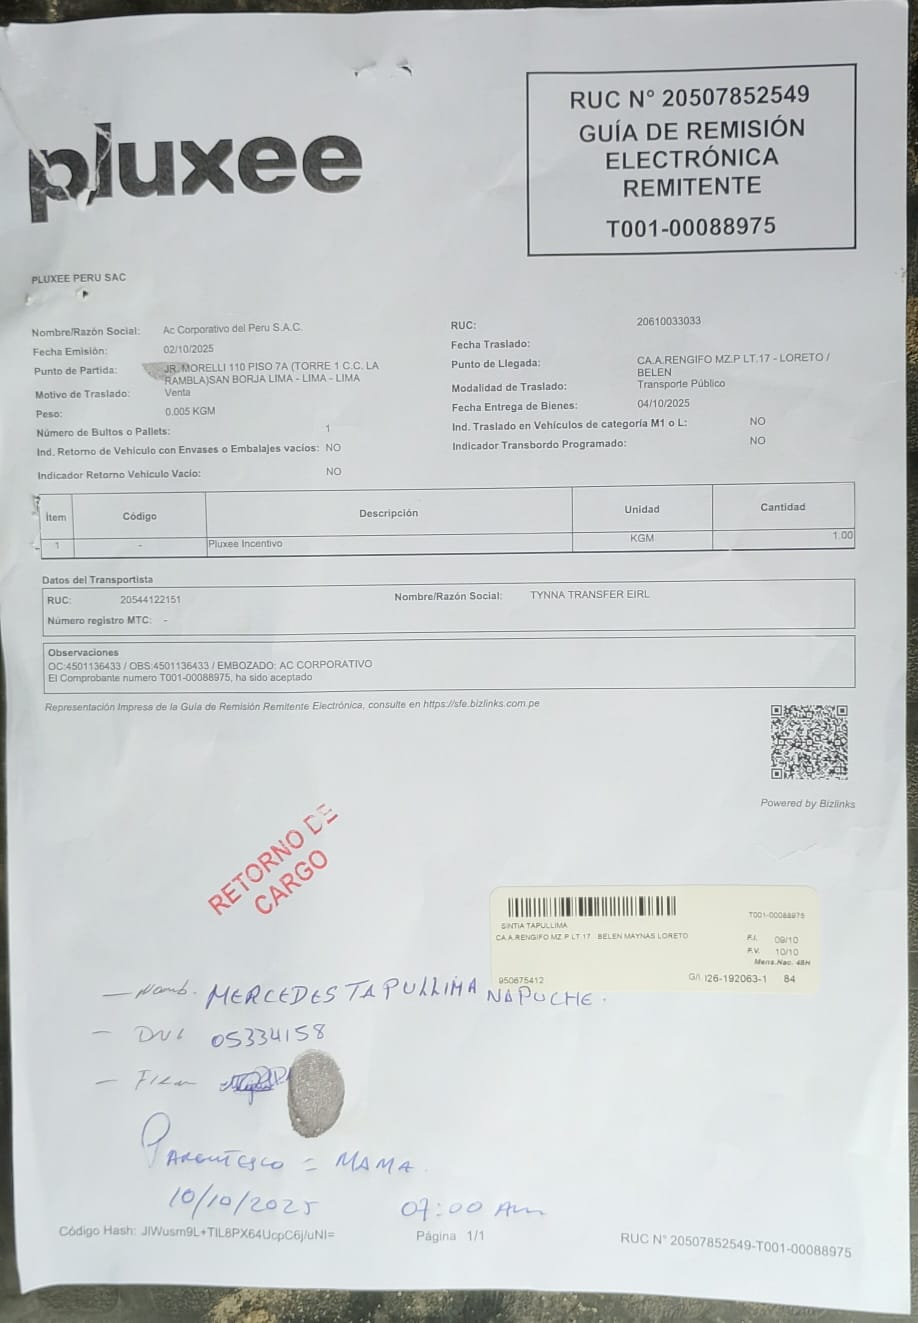 pluxee
RUC N° 20507852549
GUÍA DE REMISIÓN
ELECTRÓNICA
REMITENTE
T001-00088975
PLUXEE PERU SAC
Nombre/Razón Social: Ac Corporativo del Peru S.A.C.
Fecha Emisión: 02/10/2025
Punto de Partida: JR. MORELLI 110 PISO 7A (TORRE 1 C.C. LA
RAMBLA)SAN BORJA LIMA - LIMA - LIMA
Motivo de Traslado: Venta
Peso: 0.005 KGM
Número de Bultos o Pallets: 1
Ind. Retorno de Vehiculo con Envases o Embalajes vacíos: NO
Indicador Retorno Vehiculo Vacío: NO
RUC: 20610033033
Fecha Traslado:
Punto de Llegada: CA.A.RENGIFO MZ.P LT.17 - LORETO /
BELEN
Modalidad de Traslado: Transporte Público
Fecha Entrega de Bienes: 04/10/2025
Ind. Traslado en Vehículos de categoría M1 o L: NO
Indicador Transbordo Programado: NO
Ítem Código Descripción Unidad Cantidad
1 - Pluxee Incentivo KGM 1.00
Datos del Transportista
RUC: 20544122151 Nombre/Razón Social: TYNNA TRANSFER EIRL
Número registro MTC: -
Observaciones
OC:4501136433 / OBS:4501136433 / EMBOZADO: AC CORPORATIVO
El Comprobante numero T001-00088975, ha sido aceptado
Representación Impresa de la Guía de Remisión Remitente Electrónica, consulte en https://sfe.bizlinks.com.pe
Powered by Bizlinks
RETORNO DE
CARGO
T001-00088975
SINTIA TAPULLIMA
CA.A.RENGIFO MZ.P LT.17 BELEN MAYNAS LORETO
F.I. 09/10
F.V. 10/10
Mens.Nac. 48H
950675412 G/I 126-192063-1 84
- Nomb. MERCEDES TAPULLIMA NAPUCHE.
- DNI 05334158
- Firm
Parentesco = MAMA
10/10/2025 07:00 Am
Código Hash: JIWusm9L+TIL8PX64UcpC6j/uNI= Página 1/1 RUC N° 20507852549-T001-00088975